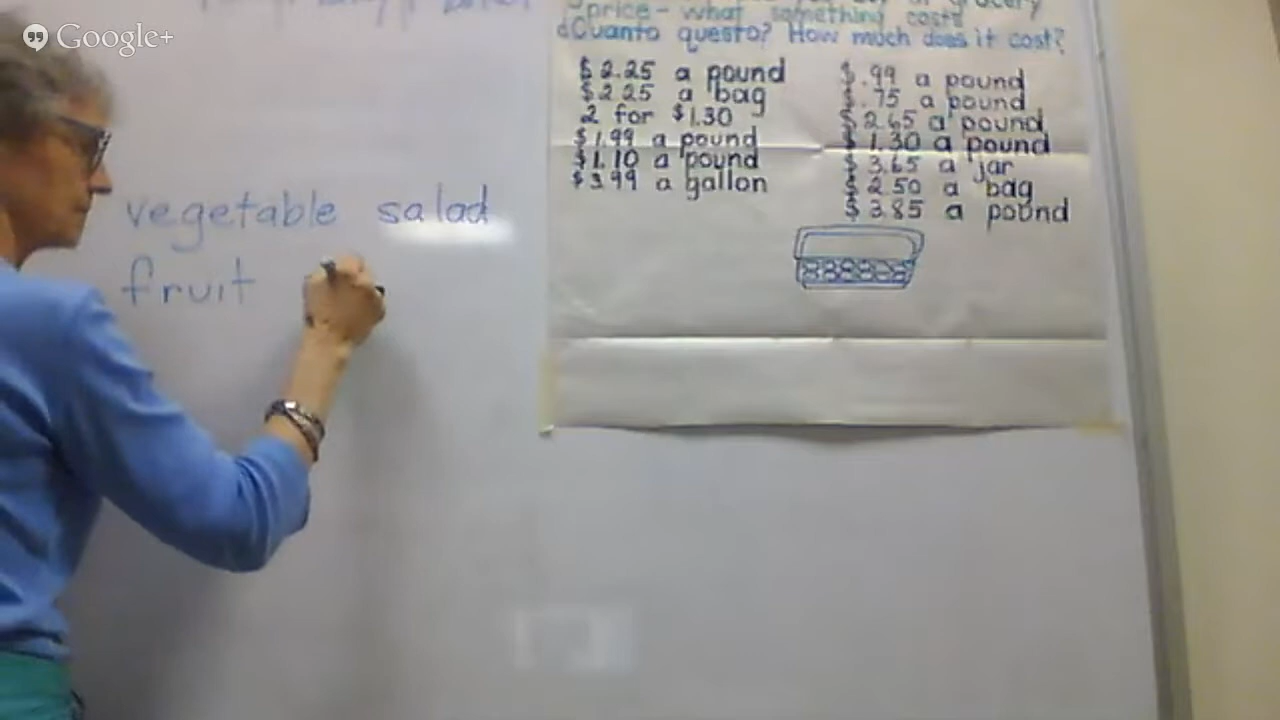 Google+
grocery
price - what something costs
¿Cuanto questo? How much does it cost?
$2.25 a pound
$2.25 a bag
2 for $1.30
$1.99 a pound
$1.10 a pound
$3.99 a gallon
$.99 a pound
$.75 a pound
$2.65 a pound
$1.30 a pound
$3.65 a jar
$2.50 a bag
$3.85 a pound
vegetable salad
fruit